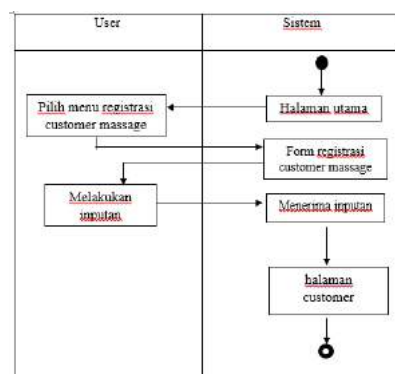 User
Sistem
Halaman utama
Pilih menu registrasi
customer massage
Form registrasi
customer massage
Melakukan
inputan
Menerima inputan
halaman
customer